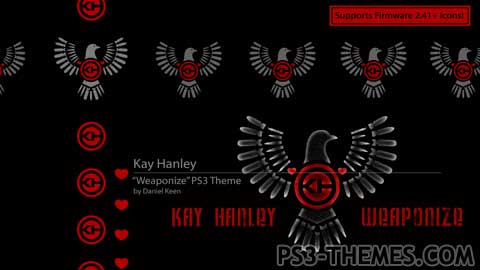 Supports Firmware 2.41+ Icons!
Kay Hanley
"Weaponize" PS3 Theme
by Daniel Keen
KAY HANLEY WEAPONIZE
PS3-THEMES.COM